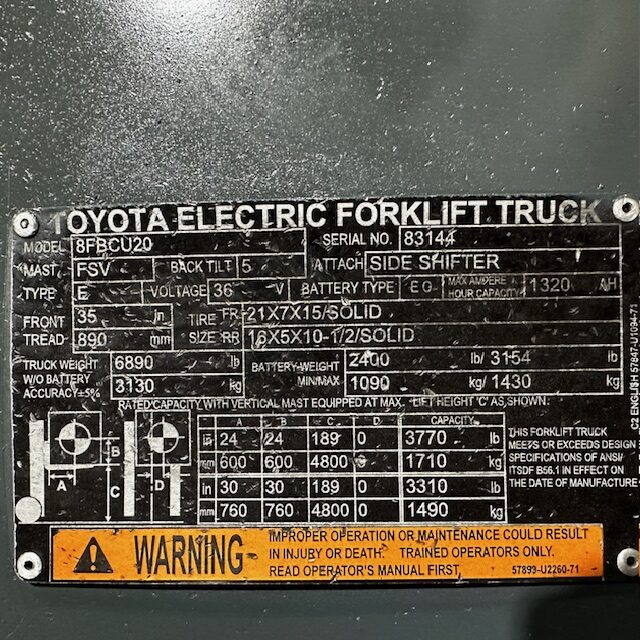 TOYOTA ELECTRIC FORKLIFT TRUCK
MODEL 8FBCU20 SERIAL NO. 83144
MAST. FSV BACK TILT 5 ATTACH SIDE SHIFTER
TYPE E VOLTAGE 36 V BATTERY TYPE EO MAX AMPERE HOUR CAPACITY 1320 AH
FRONT TREAD 35 in 890 mm
TIRE SIZE FR 21X7X15/SOLID
RR 16X5X10-1/2/SOLID
TRUCK WEIGHT W/O BATTERY ACCURACY±5% 6890 lb 3130 kg
BATTERY-WEIGHT MIN/MAX 2400 lb/ 3154 lb
1090 kg/ 1430 kg
RATED CAPACITY WITH VERTICAL MAST EQUIPPED AT MAX. LIFT HEIGHT 'C' AS SHOWN.
A B C D CAPACITY
in 24 24 189 0 3770 lb
mm 600 600 4800 0 1710 kg
in 30 30 189 0 3310 lb
mm 760 760 4800 0 1490 kg
A B C D
THIS FORKLIFT TRUCK
MEETS OR EXCEEDS DESIGN
SPECIFICATIONS OF ANSI/
ITSDF B56.1 IN EFFECT ON
THE DATE OF MANUFACTURE
C2 ENGLISH 57847-U1034-71
WARNING
IMPROPER OPERATION OR MAINTENANCE COULD RESULT
IN INJURY OR DEATH. TRAINED OPERATORS ONLY.
READ OPERATOR'S MANUAL FIRST. 57899-U2260-71